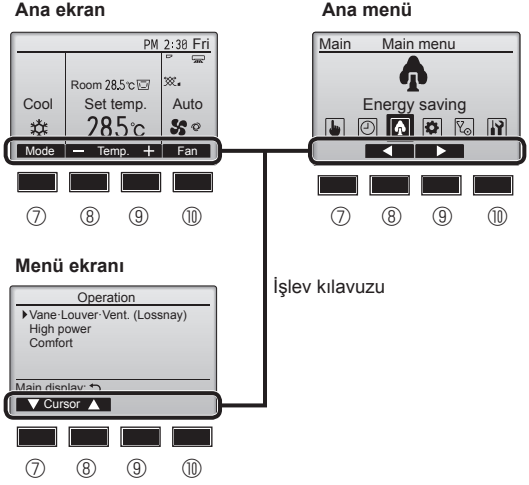 Ana ekran
PM 2:30 Fri
Room 28.5°c
Cool Set temp. Auto
28.5°c
Mode − Temp. + Fan
⑦ ⑧ ⑨ ⑩
Ana menü
Main Main menu
Energy saving
◀ ▶
⑦ ⑧ ⑨ ⑩
Menü ekranı
Operation
▶Vane·Louver·Vent. (Lossnay)
High power
Comfort
Main display: ↩
▼ Cursor ▲
⑦ ⑧ ⑨ ⑩
İşlev kılavuzu